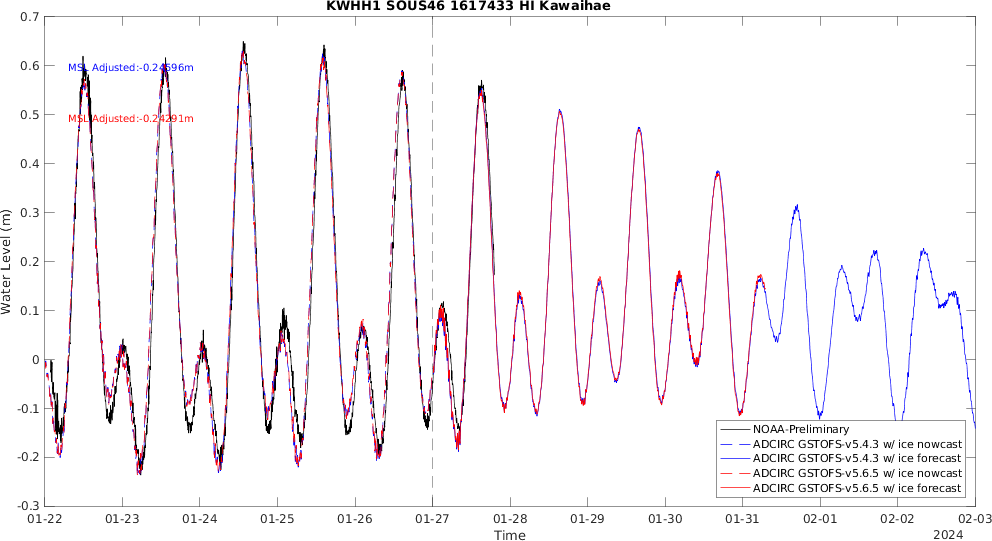 KWHH1 SOUS46 1617433 HI Kawaihae
0.7
0.6
0.5
0.4
0.3
0.2
0.1
0
-0.1
-0.2
-0.3
Water Level (m)
MSL Adjusted:-0.24596m
MSL Adjusted:-0.24291m
NOAA-Preliminary
ADCIRC GSTOFS-v5.4.3 w/ ice nowcast
ADCIRC GSTOFS-v5.4.3 w/ ice forecast
ADCIRC GSTOFS-v5.6.5 w/ ice nowcast
ADCIRC GSTOFS-v5.6.5 w/ ice forecast
01-22 01-23 01-24 01-25 01-26 01-27 01-28 01-29 01-30 01-31 02-01 02-02 02-03
Time
2024